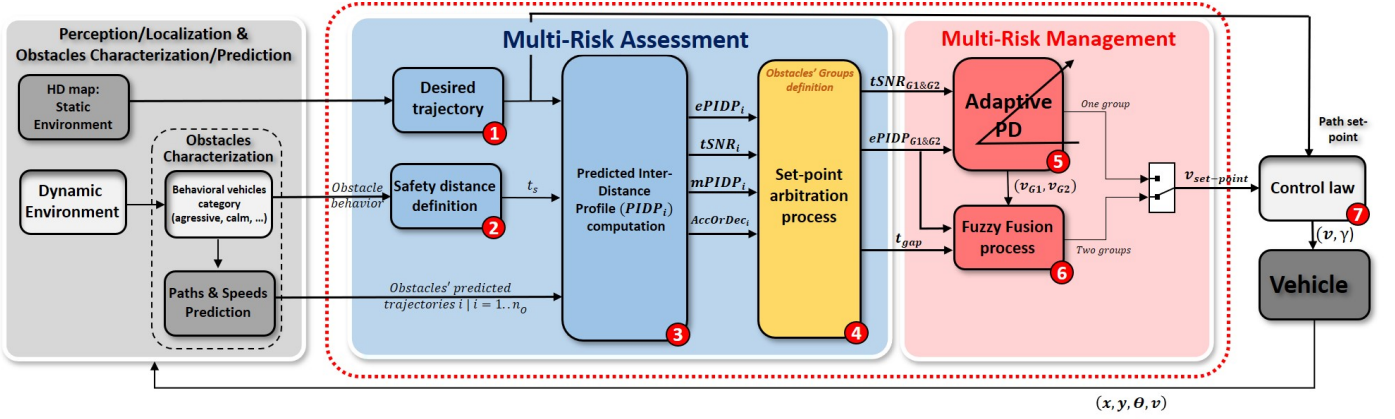 Perception/Localization &
Obstacles Characterization/Prediction
HD map:
Static
Environment
Obstacles
Characterization
Dynamic
Environment
Behavioral vehicles
category
(agressive, calm, ...)
Paths & Speeds
Prediction
Multi-Risk Assessment
Desired
trajectory
1
Obstacle
behavior
Safety distance
definition
2
t_s
Obstacles' predicted
trajectories i | i = 1..n_o
Predicted Inter-
Distance
Profile (PIDP_i)
computation
3
ePIDP_i
tSNR_i
mPIDP_i
AccOrDec_i
Obstacles' Groups
definition
Set-point
arbitration
process
4
Multi-Risk Management
tSNR_G1&G2
ePIDP_G1&G2
t_gap
Adaptive
PD
5
(v_G1, v_G2)
Fuzzy Fusion
process
6
One group
Two groups
v_set-point
Path set-
point
Control law
7
(v, γ)
Vehicle
(x, y, θ, v)